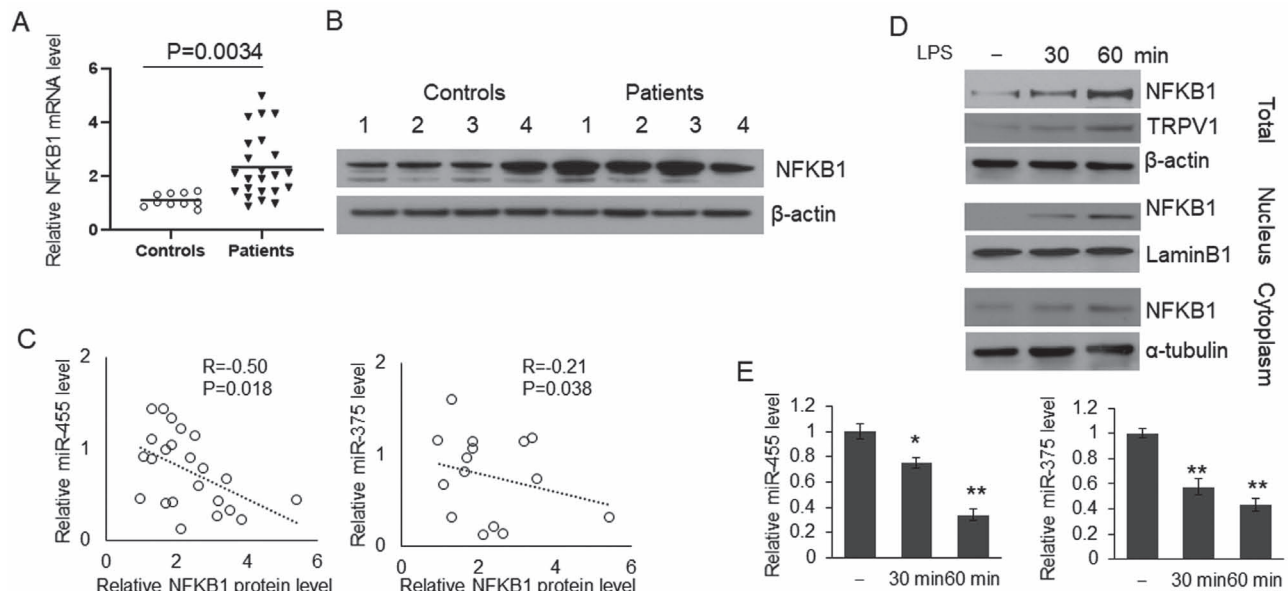 A
P=0.0034
Relative NFKB1 mRNA level
6
4
2
0
Controls
Patients
B
Controls Patients
1 2 3 4 1 2 3 4
NFKB1
β-actin
C
R=-0.50
P=0.018
Relative miR-455 level
2
1
0
0 2 4 6
Relative NFKB1 protein level
R=-0.21
P=0.038
Relative miR-375 level
2
1
0
0 2 4 6
Relative NFKB1 protein level
D
LPS – 30 60 min
NFKB1
TRPV1
β-actin
Total
NFKB1
LaminB1
Nucleus
NFKB1
α-tubulin
Cytoplasm
E
Relative miR-455 level
1.2
1
0.8
0.6
0.4
0.2
0
*
**
– 30 min 60 min
Relative miR-375 level
1.2
1
0.8
0.6
0.4
0.2
0
**
**
– 30 min 60 min